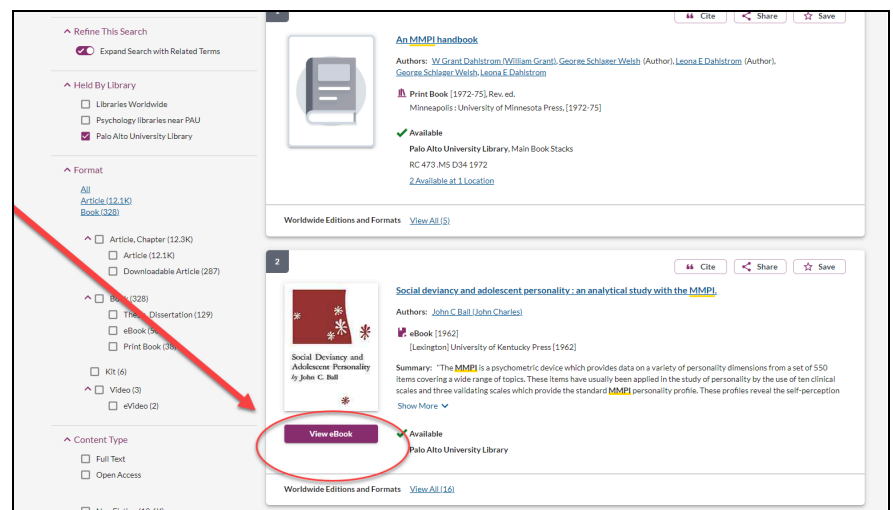 Refine This Search
Expand Search with Related Terms
Held By Library
Libraries Worldwide
Psychology libraries near PAU
Palo Alto University Library
Format
All
Article (12.1K)
Book (328)
Article, Chapter (12.3K)
Article (12.1K)
Downloadable Article (287)
(328)
Dissertation (129)
eBook
Print Book
Kit (6)
Video (3)
eVideo (2)
Content Type
Full Text
Open Access
Cite Share Save
An MMPI handbook
Authors: W Grant Dahlstrom (William Grant), George Schlager Welsh (Author), Leona E Dahlstrom (Author),
George Schlager Welsh, Leona E Dahlstrom
Print Book [1972-75], Rev. ed.
Minneapolis : University of Minnesota Press, [1972-75]
Available
Palo Alto University Library, Main Book Stacks
RC 473 .M5 D34 1972
2 Available at 1 Location
Worldwide Editions and Formats View All (5)
2
Cite Share Save
Social Deviancy and
Adolescent Personality
by John C. Ball
View eBook
Social deviancy and adolescent personality : an analytical study with the MMPI.
Authors: John C Ball (John Charles)
eBook [1962]
[Lexington] University of Kentucky Press [1962]
Summary: "The MMPI is a psychometric device which provides data on a variety of personality dimensions from a set of 550
items covering a wide range of topics. These items have usually been applied in the study of personality by the use of ten clinical
scales and three validating scales which provide the standard MMPI personality profile. These profiles reveal the self-perception
Show More
Available
Palo Alto University Library
Worldwide Editions and Formats View All (16)